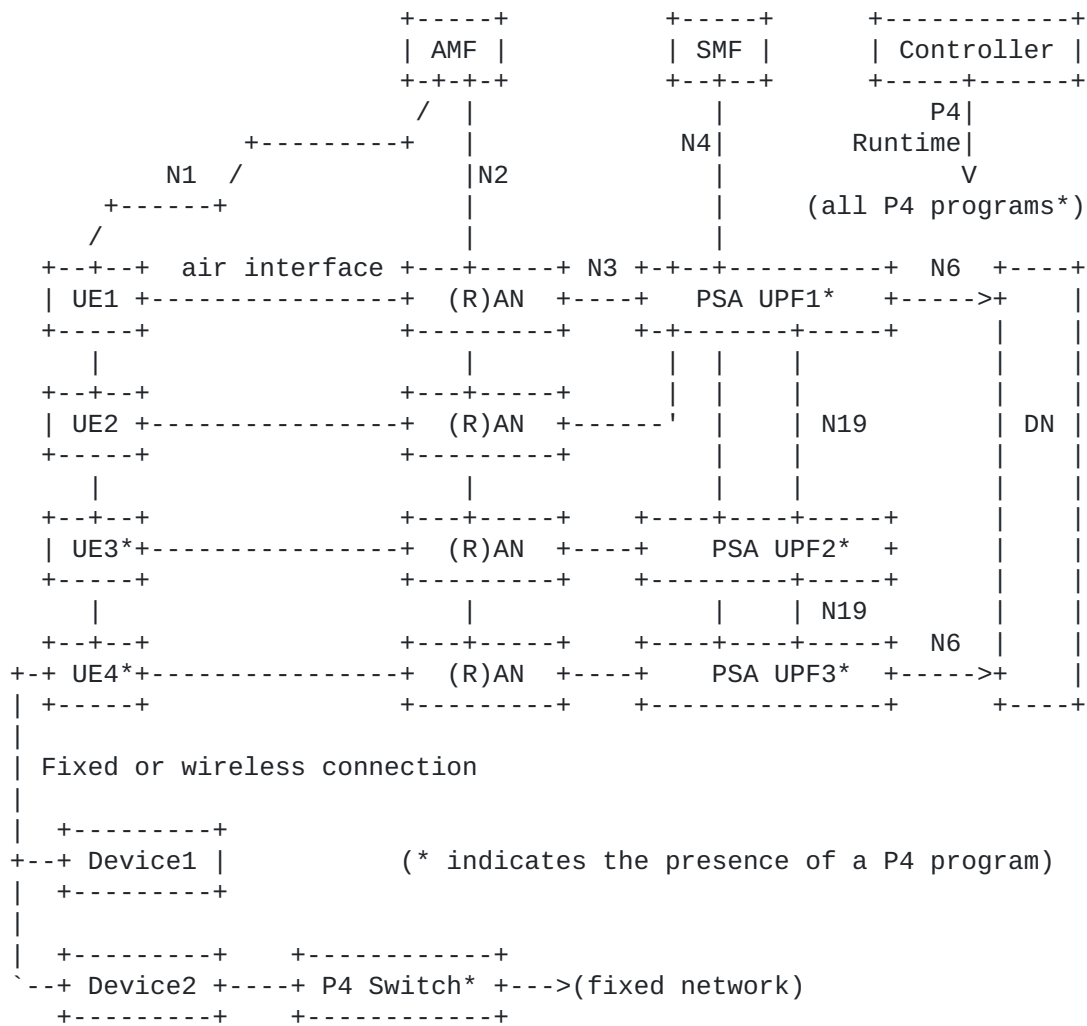 AMF SMF Controller
P4
N4 Runtime
N1 N2 V
(all P4 programs*)
air interface N3 N6
UE1 (R)AN PSA UPF1*
UE2 (R)AN N19 DN
UE3* (R)AN PSA UPF2*
N19
N6
UE4* (R)AN PSA UPF3*
Fixed or wireless connection
Device1 (* indicates the presence of a P4 program)
Device2 P4 Switch* (fixed network)